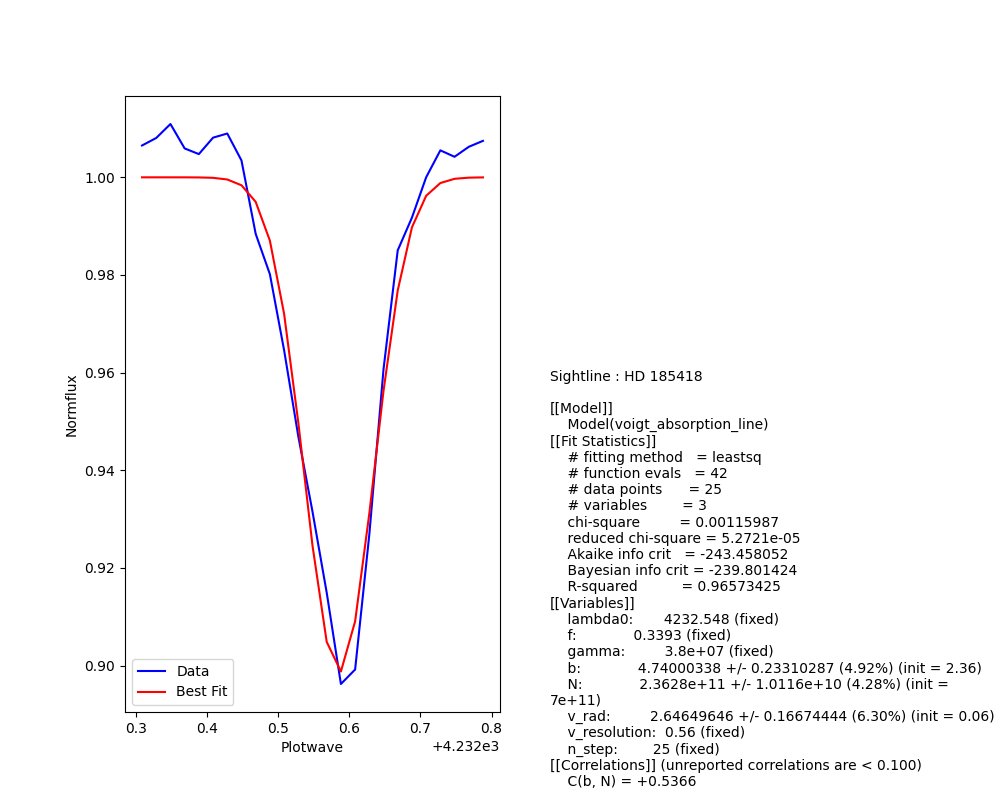 1.00
0.98
0.96
0.94
0.92
0.90
Normflux
Data
Best Fit
0.3 0.4 0.5 0.6 0.7 0.8
Plotwave
+4.232e3
Sightline : HD 185418
[[Model]]
Model(voigt_absorption_line)
[[Fit Statistics]]
# fitting method = leastsq
# function evals = 42
# data points = 25
# variables = 3
chi-square = 0.00115987
reduced chi-square = 5.2721e-05
Akaike info crit = -243.458052
Bayesian info crit = -239.801424
R-squared = 0.96573425
[[Variables]]
lambda0: 4232.548 (fixed)
f: 0.3393 (fixed)
gamma: 3.8e+07 (fixed)
b: 4.74000338 +/- 0.23310287 (4.92%) (init = 2.36)
N: 2.3628e+11 +/- 1.0116e+10 (4.28%) (init =
7e+11)
v_rad: 2.64649646 +/- 0.16674444 (6.30%) (init = 0.06)
v_resolution: 0.56 (fixed)
n_step: 25 (fixed)
[[Correlations]] (unreported correlations are < 0.100)
C(b, N) = +0.5366